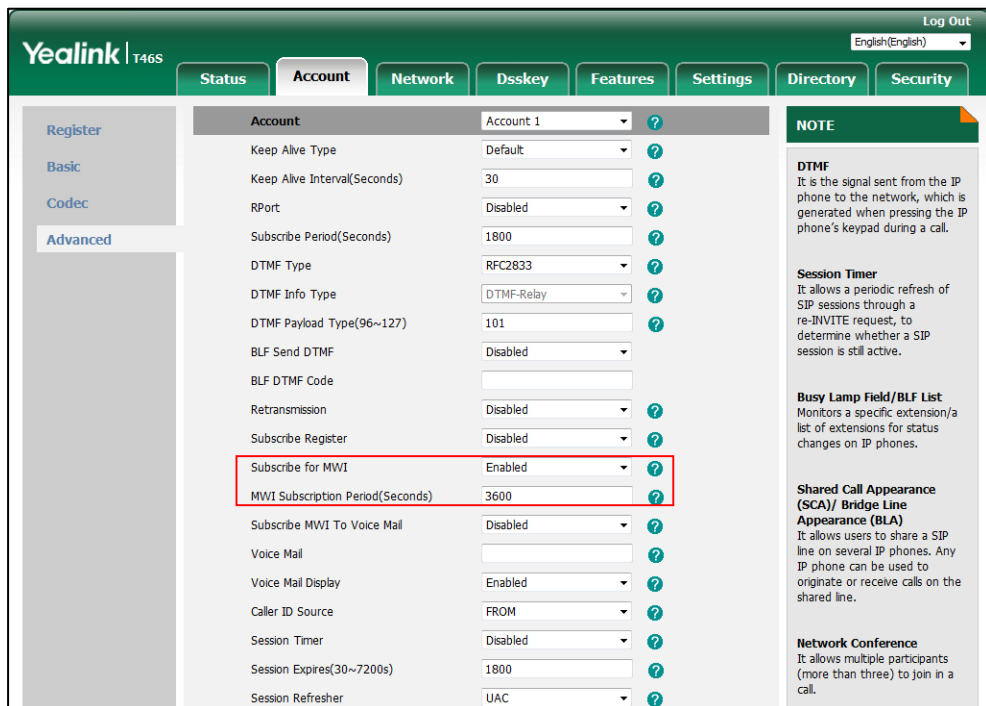 Log Out
English(English)
Yealink T46S
Status Account Network Dsskey Features Settings Directory Security
Register
Basic
Codec
Advanced
Account Account 1 ?
Keep Alive Type Default ?
Keep Alive Interval(Seconds) 30 ?
RPort Disabled ?
Subscribe Period(Seconds) 1800 ?
DTMF Type RFC2833 ?
DTMF Info Type DTMF-Relay ?
DTMF Payload Type(96~127) 101 ?
BLF Send DTMF Disabled
BLF DTMF Code
Retransmission Disabled ?
Subscribe Register Disabled ?
Subscribe for MWI Enabled ?
MWI Subscription Period(Seconds) 3600 ?
Subscribe MWI To Voice Mail Disabled ?
Voice Mail ?
Voice Mail Display Enabled ?
Caller ID Source FROM ?
Session Timer Disabled ?
Session Expires(30~7200s) 1800 ?
Session Refresher UAC ?
NOTE
DTMF
It is the signal sent from the IP
phone to the network, which is
generated when pressing the IP
phone's keypad during a call.
Session Timer
It allows a periodic refresh of
SIP sessions through a
re-INVITE request, to
determine whether a SIP
session is still active.
Busy Lamp Field/BLF List
Monitors a specific extension/a
list of extensions for status
changes on IP phones.
Shared Call Appearance
(SCA)/ Bridge Line
Appearance (BLA)
It allows users to share a SIP
line on several IP phones. Any
IP phone can be used to
originate or receive calls on the
shared line.
Network Conference
It allows multiple participants
(more than three) to join in a
call.